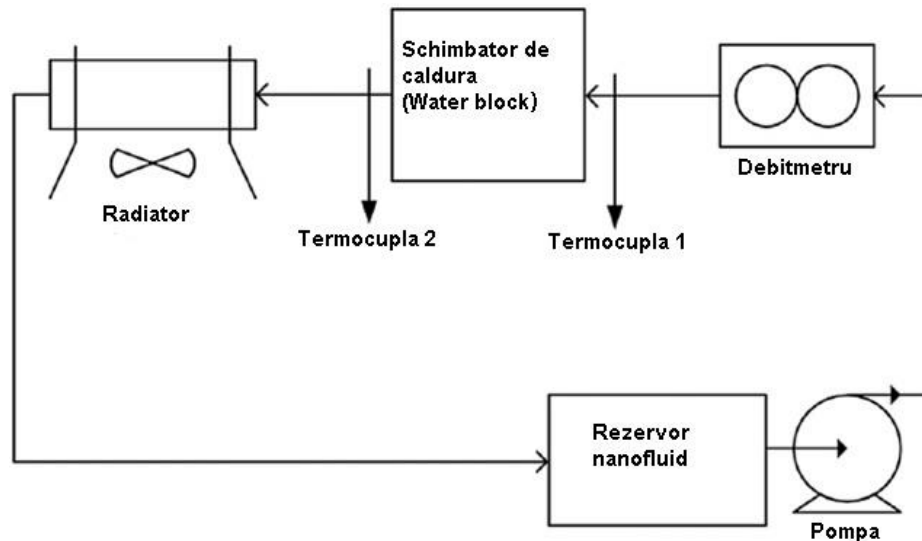 Schimbator de
caldura
(Water block)
Debitmetru
Radiator
Termocupla 2
Termocupla 1
Rezervor
nanofluid
Pompa